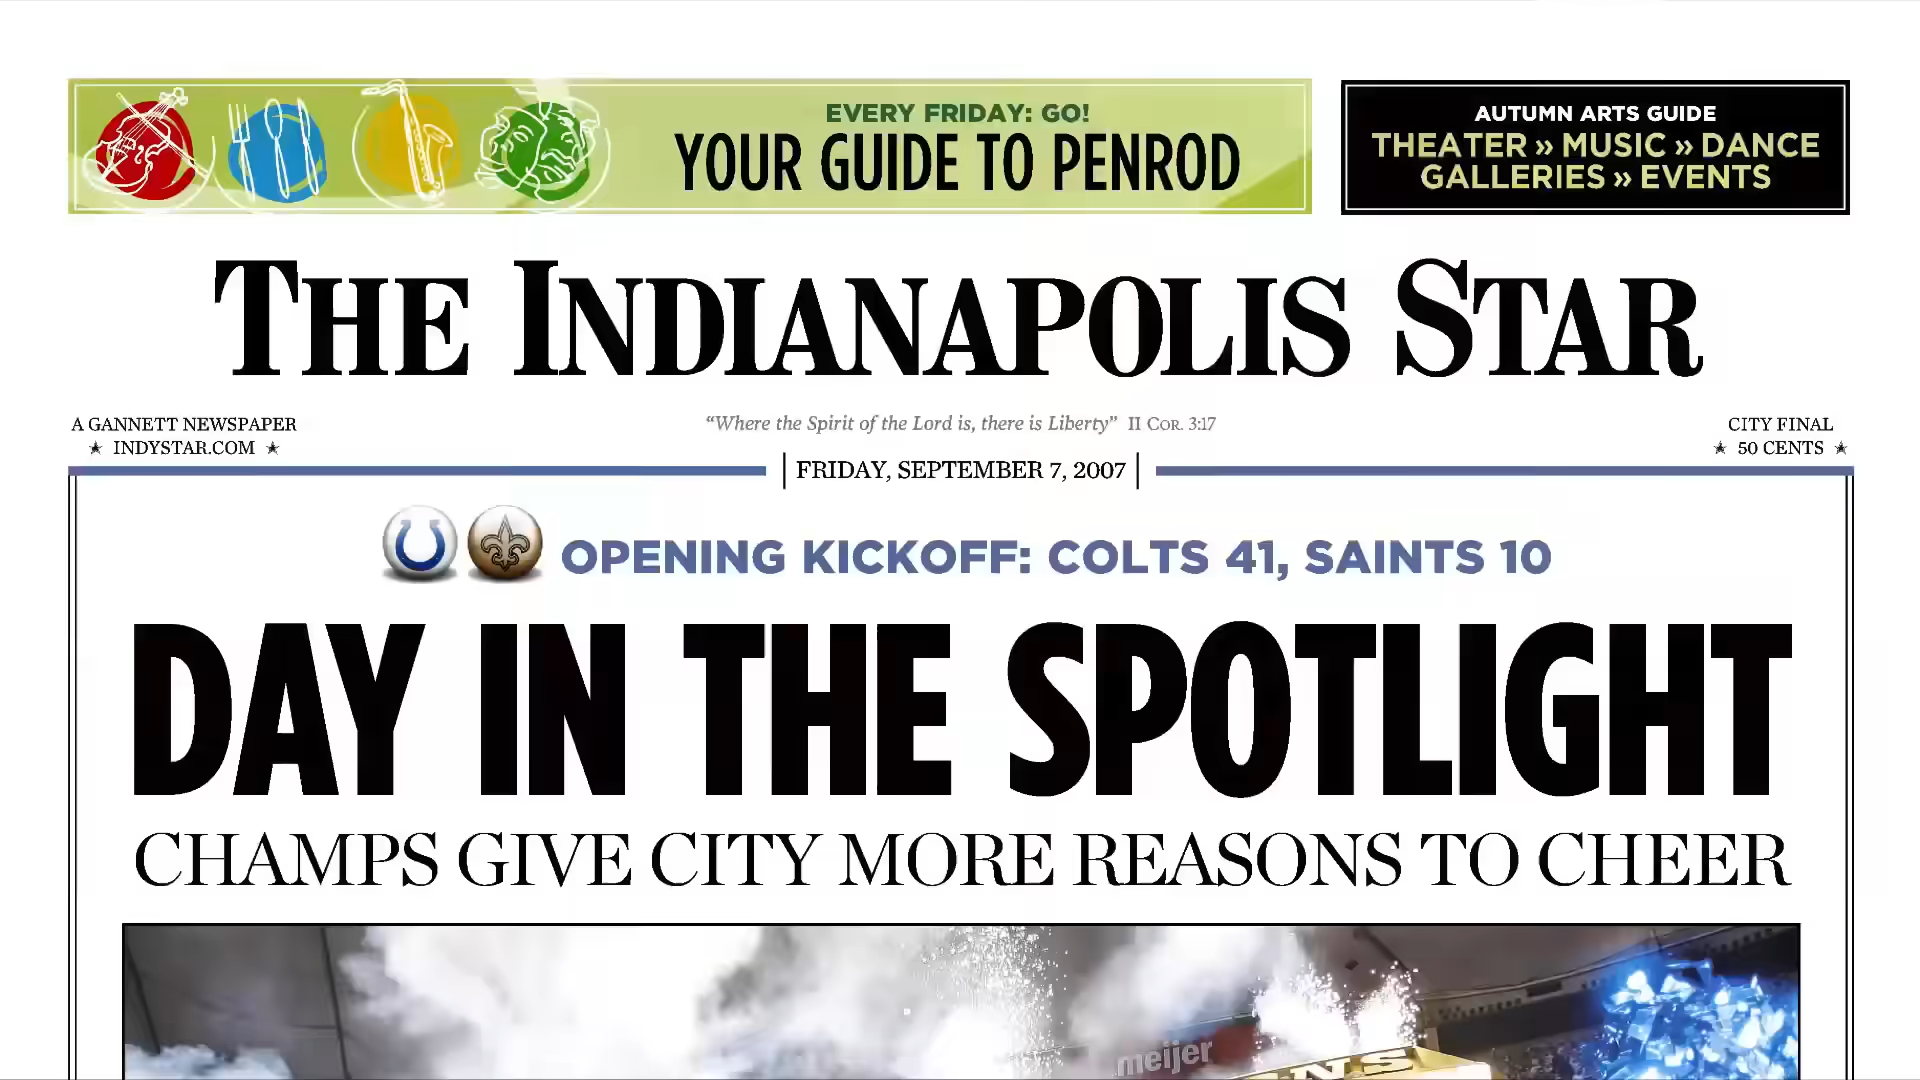 EVERY FRIDAY: GO!
YOUR GUIDE TO PENROD
AUTUMN ARTS GUIDE
THEATER » MUSIC » DANCE
GALLERIES » EVENTS
THE INDIANAPOLIS STAR
A GANNETT NEWSPAPER
★ INDYSTAR.COM ★
“Where the Spirit of the Lord is, there is Liberty” II COR. 3:17
CITY FINAL
★ 50 CENTS ★
FRIDAY, SEPTEMBER 7, 2007
OPENING KICKOFF: COLTS 41, SAINTS 10
DAY IN THE SPOTLIGHT
CHAMPS GIVE CITY MORE REASONS TO CHEER
meijer